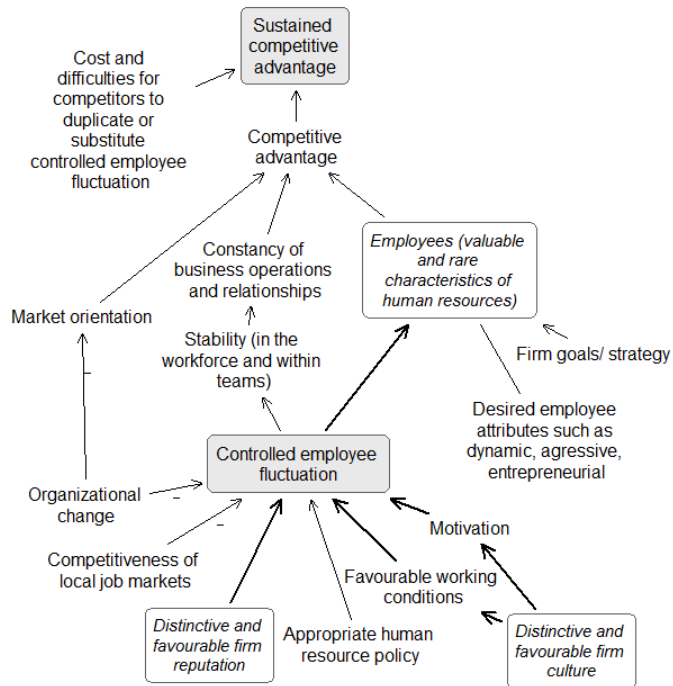 Sustained
competitive
advantage
Cost and
difficulties for
competitors to
duplicate or
substitute
controlled employee
fluctuation
Competitive
advantage
Employees (valuable
and rare
characteristics of
human resources)
Constancy of
business operations
and relationships
Market orientation
Stability (in the
workforce and within
teams)
Firm goals/ strategy
Desired employee
attributes such as
dynamic, agressive,
entrepreneurial
Controlled employee
fluctuation
Organizational
change
–
–
–
Motivation
Competitiveness of
local job markets
Favourable working
conditions
Distinctive and
favourable firm
reputation
Appropriate human
resource policy
Distinctive and
favourable firm
culture